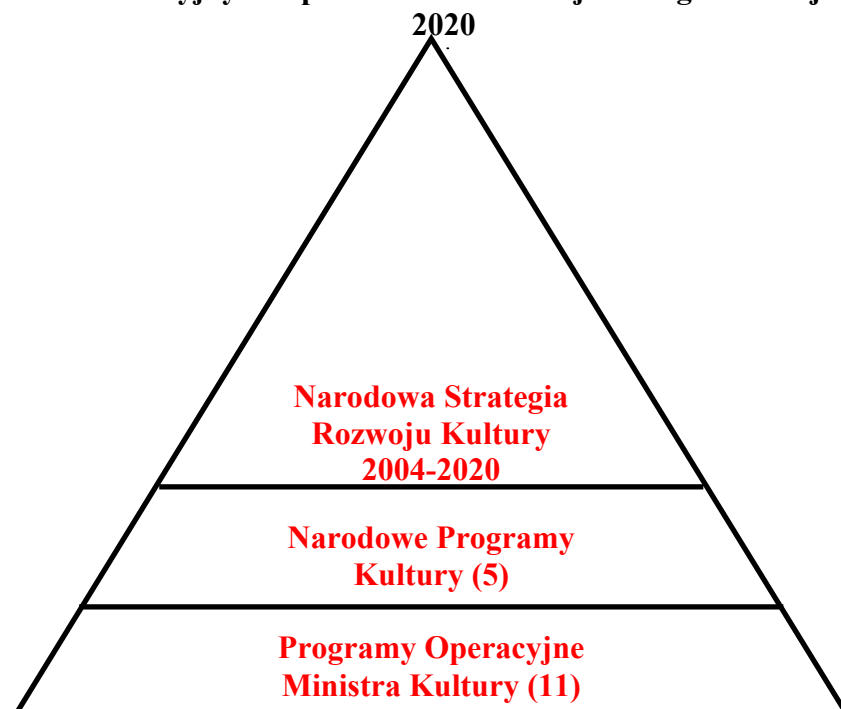 2020
Narodowa Strategia
Rozwoju Kultury
2004-2020
Narodowe Programy
Kultury (5)
Programy Operacyjne
Ministra Kultury (11)